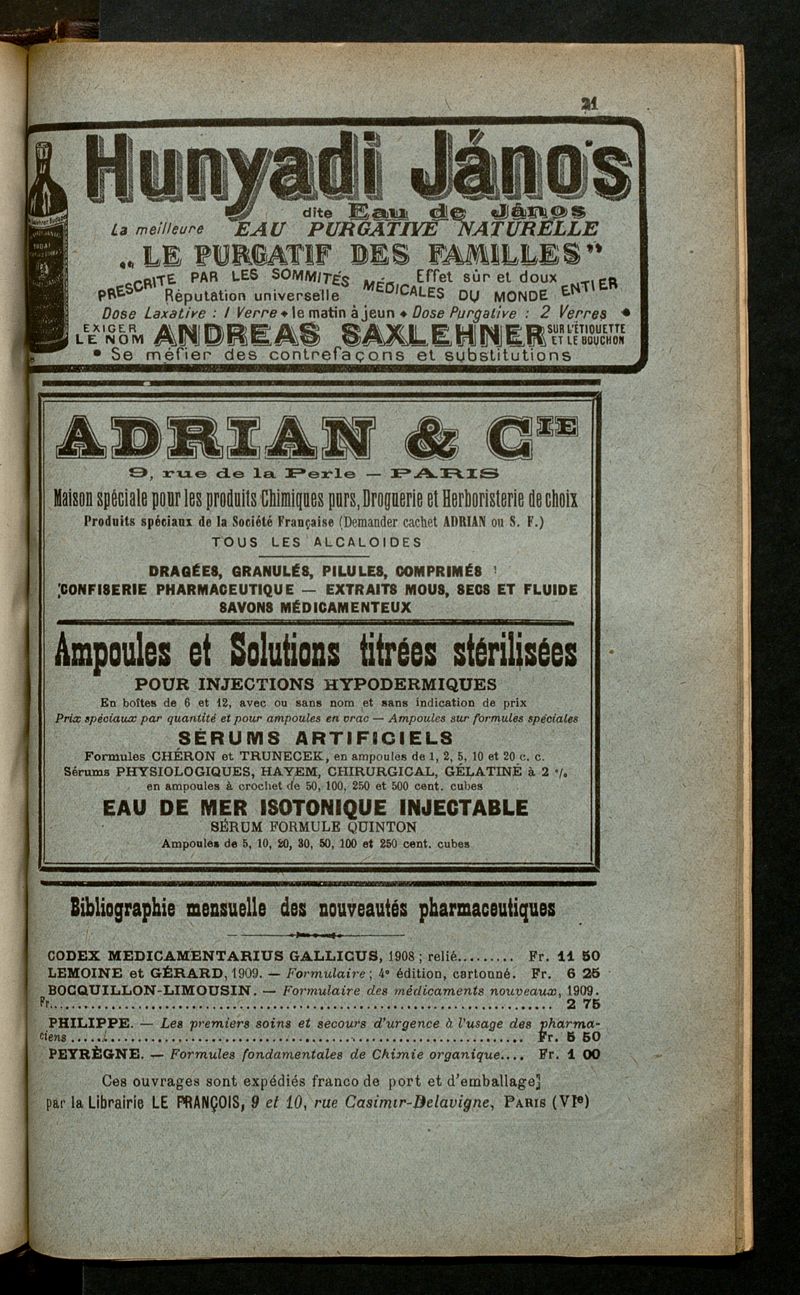 21
Hunyadi János
dite Eau de János
La meilleure EAU PURGATIVE NATURELLE
„ LE PURGATIF DES FAMILLES”
PRESCRITE PAR LES SOMMITÉS MÉDICALES DU MONDE ENTIER
Réputation universelle Effet sûr et doux
Dose Laxative : 1 Verre le matin à jeun Dose Purgative : 2 Verres
EXIGER LE NOM ANDREAS SAXLEHNER SUR L'ÉTIQUETTE ET LE BOUCHON
• Se méfier des contrefaçons et substitutions
ADRIAN & CIE
9, rue de la Perle — PARIS
Maison spéciale pour les produits Chimiques purs, Droguerie et Herboristerie de choix
Produits spéciaux de la Société Française (Demander cachet ADRIAN ou S. F.)
TOUS LES ALCALOIDES
DRAGÉES, GRANULÉS, PILULES, COMPRIMÉS
CONFISERIE PHARMACEUTIQUE — EXTRAITS MOUS, SECS ET FLUIDE
SAVONS MÉDICAMENTEUX
Ampoules et Solutions titrées stérilisées
POUR INJECTIONS HYPODERMIQUES
En boîtes de 6 et 12, avec ou sans nom et sans indication de prix
Prix spéciaux par quantité et pour ampoules en vrac — Ampoules sur formules spéciales
SÉRUMS ARTIFICIELS
Formules CHÉRON et TRUNECEK, en ampoules de 1, 2, 5, 10 et 20 c. c.
Sérums PHYSIOLOGIQUES, HAYEM, CHIRURGICAL, GÉLATINÉ à 2 %
en ampoules à crochet de 50, 100, 250 et 500 cent. cubes
EAU DE MER ISOTONIQUE INJECTABLE
SÉRUM FORMULE QUINTON
Ampoules de 5, 10, 20, 30, 50, 100 et 250 cent. cubes
Bibliographie mensuelle des nouveautés pharmaceutiques
CODEX MEDICAMENTARIUS GALLICUS, 1908 ; relié......... Fr. 11 50
LEMOINE et GÉRARD, 1909. — Formulaire ; 4e édition, cartonné. Fr. 6 25
BOCQUILLON-LIMOUSIN. — Formulaire des médicaments nouveaux, 1909.
Fr.......... 2 75
PHILIPPE. — Les premiers soins et secours d'urgence à l'usage des pharma-
ciens .......... Fr. 5 50
PEYRÈGNE. — Formules fondamentales de Chimie organique.... Fr. 1 00
Ces ouvrages sont expédiés franco de port et d'emballage]
par la Librairie LE FRANÇOIS, 9 et 10, rue Casimir-Delavigne, PARIS (VIe)